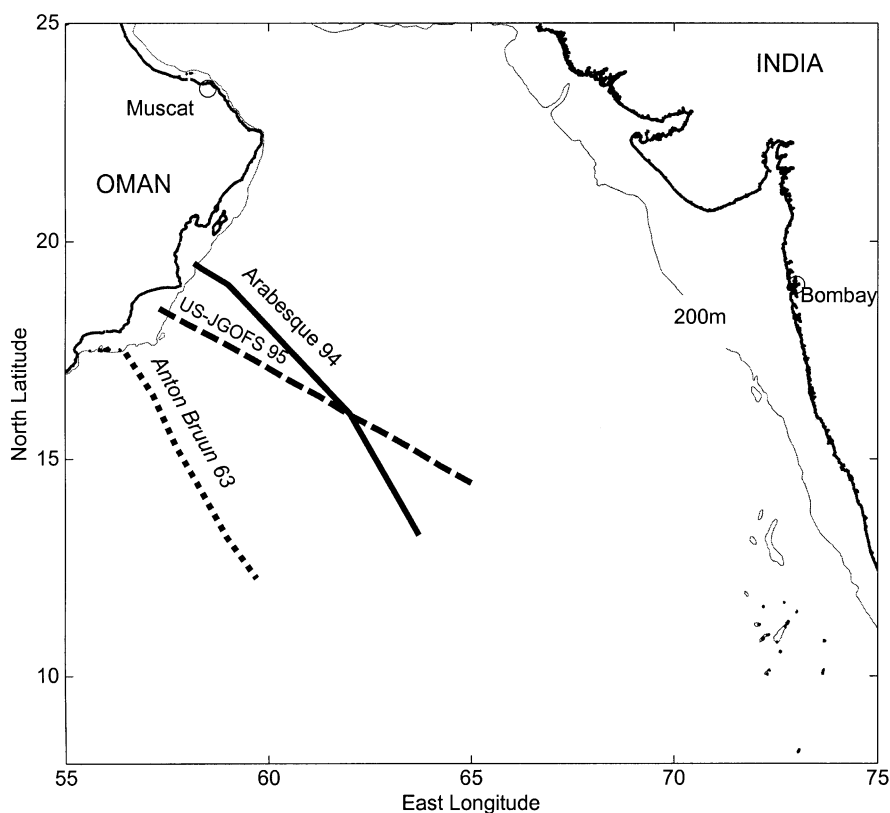 25
INDIA
Muscat
OMAN
20
Arabesque 94
US-JGOFS 95
200m
Bombay
Anton Bruun 63
North Latitude
15
10
55
60
65
70
75
East Longitude